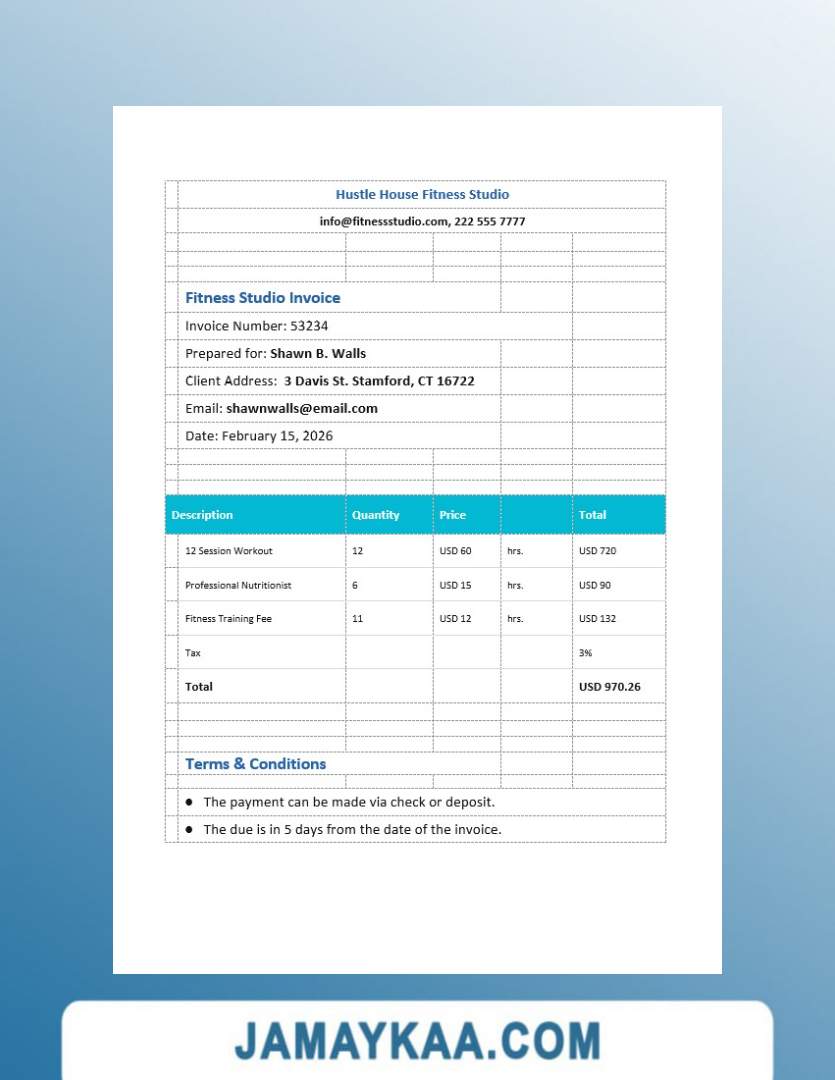 Hustle House Fitness Studio
info@fitnessstudio.com, 222 555 7777
Fitness Studio Invoice
Invoice Number: 53234
Prepared for: Shawn B. Walls
Client Address:  3 Davis St. Stamford, CT 16722
Email: shawnwalls@email.com
Date: February 15, 2026
Description Quantity Price Total
12 Session Workout 12 USD 60 hrs. USD 720
Professional Nutritionist 6 USD 15 hrs. USD 90
Fitness Training Fee 11 USD 12 hrs. USD 132
Tax 3%
Total USD 970.26
Terms & Conditions
● The payment can be made via check or deposit.
● The due is in 5 days from the date of the invoice.
JAMAYKAA.COM